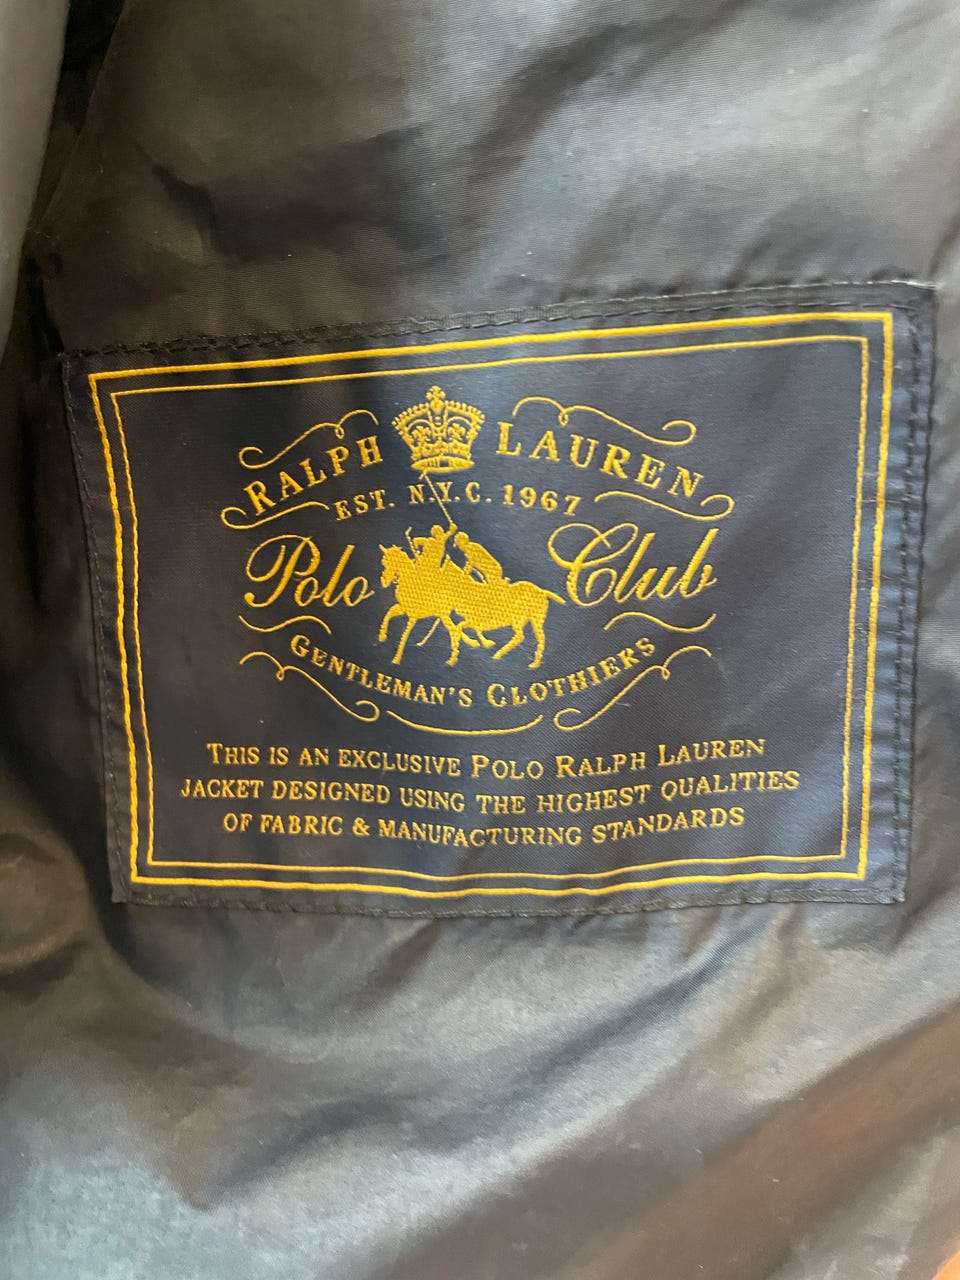 RALPH LAUREN
EST. N.Y.C. 1967
Polo Club
GENTLEMAN'S CLOTHIERS
THIS IS AN EXCLUSIVE POLO RALPH LAUREN
JACKET DESIGNED USING THE HIGHEST QUALITIES
OF FABRIC & MANUFACTURING STANDARDS